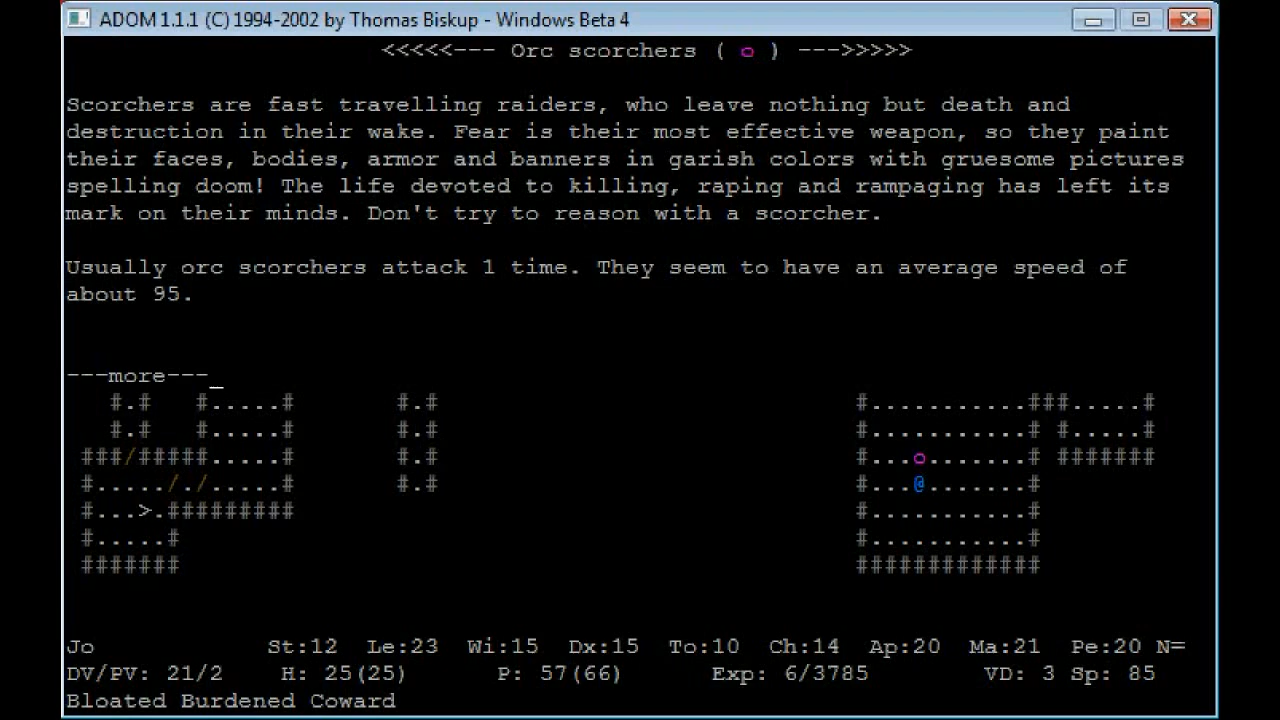 ADOM 1.1.1 (C) 1994-2002 by Thomas Biskup - Windows Beta 4
<<<<<--- Orc scorchers ( o ) --->>>>>
Scorchers are fast travelling raiders, who leave nothing but death and
destruction in their wake. Fear is their most effective weapon, so they paint
their faces, bodies, armor and banners in garish colors with gruesome pictures
spelling doom! The life devoted to killing, raping and rampaging has left its
mark on their minds. Don't try to reason with a scorcher.
Usually orc scorchers attack 1 time. They seem to have an average speed of
about 95.
---more---_
#.# #.....# #.# #...........###.....#
#.# #.....# #.# #...........# #.....#
###/#####.....# #.# #...o.......# #######
#....././.....# #.# #...@.......#
#...>.######### #...........#
#.....# #...........#
####### #############
Jo St:12 Le:23 Wi:15 Dx:15 To:10 Ch:14 Ap:20 Ma:21 Pe:20 N=
DV/PV: 21/2 H: 25(25) P: 57(66) Exp: 6/3785 VD: 3 Sp: 85
Bloated Burdened Coward